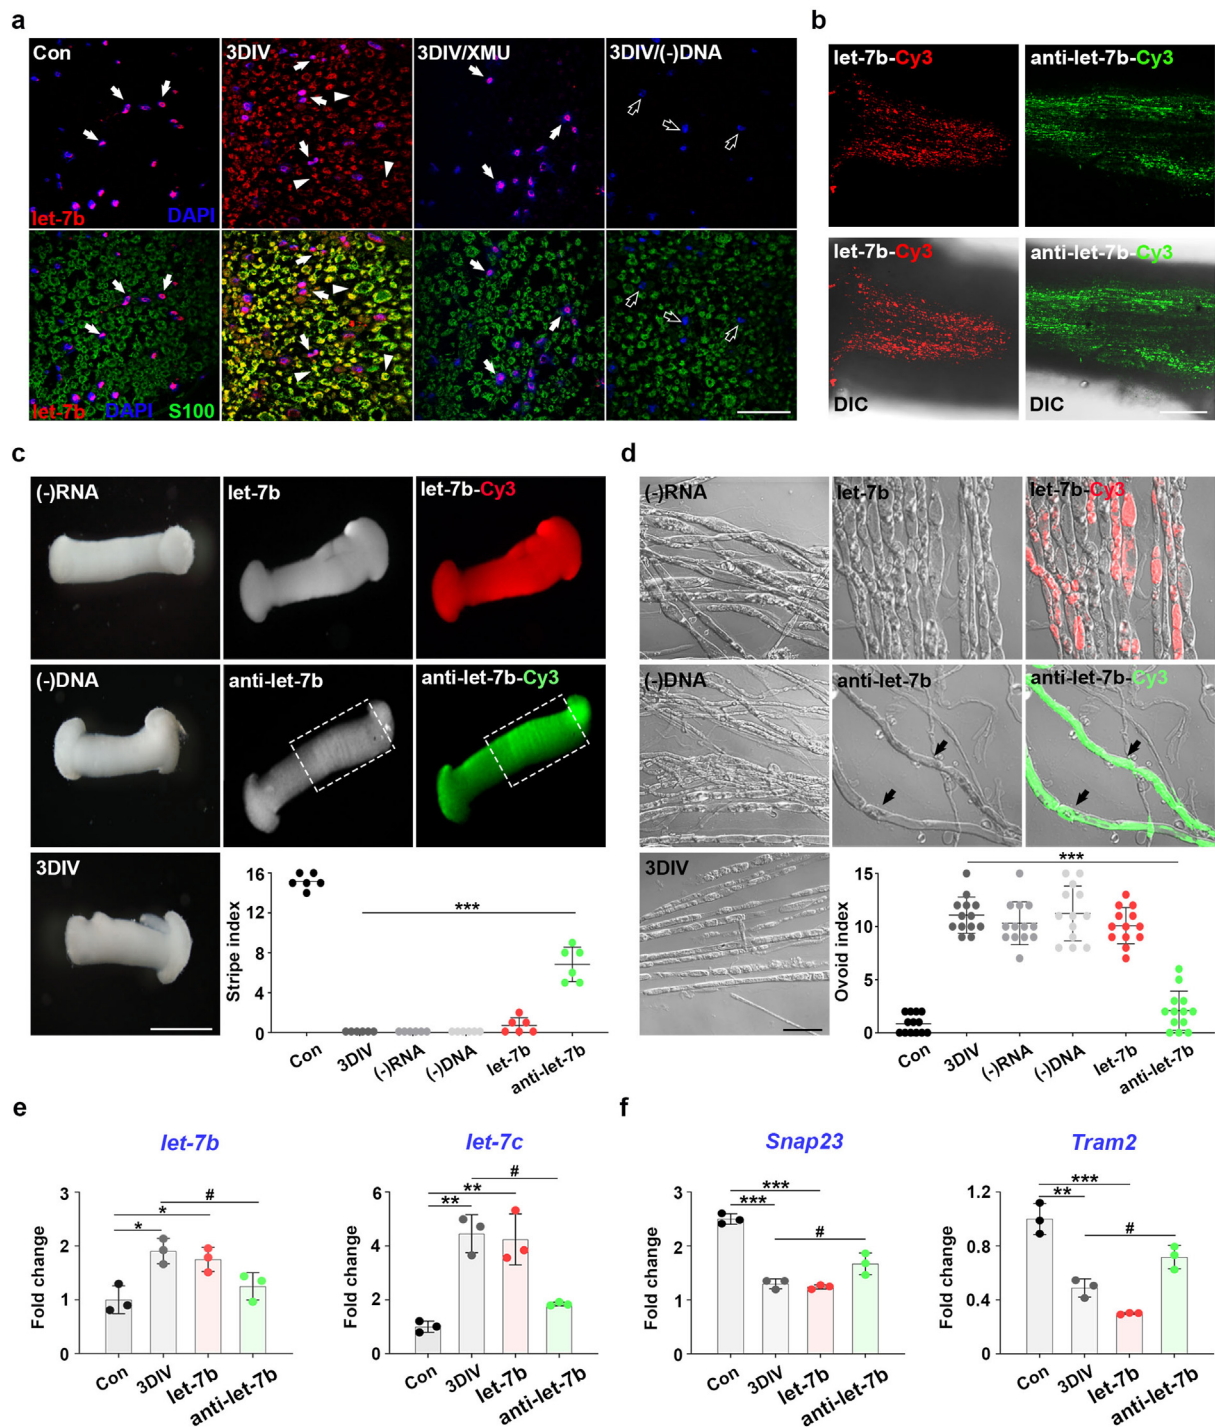 a
Con
3DIV
3DIV/XMU
3DIV/(-)DNA
let-7b
DAPI
let-7b DAPI S100
b
let-7b-Cy3
anti-let-7b-Cy3
let-7b-Cy3
anti-let-7b-Cy3
DIC
DIC
c
(-)RNA
let-7b
let-7b-Cy3
(-)DNA
anti-let-7b
anti-let-7b-Cy3
3DIV
Stripe index
16
12
8
4
0
***
Con
3DIV
(-)RNA
(-)DNA
let-7b
anti-let-7b
d
(-)RNA
let-7b
let-7b-Cy3
(-)DNA
anti-let-7b
anti-let-7b-Cy3
3DIV
Ovoid index
15
10
5
0
***
Con
3DIV
(-)RNA
(-)DNA
let-7b
anti-let-7b
e
let-7b
Fold change
3
2
1
0
#
*
*
Con
3DIV
let-7b
anti-let-7b
let-7c
Fold change
6
4
2
0
#
**
**
Con
3DIV
let-7b
anti-let-7b
f
Snap23
Fold change
3
2
1
0
***
***
#
Con
3DIV
let-7b
anti-let-7b
Tram2
Fold change
1.2
0.8
0.4
0
***
**
#
Con
3DIV
let-7b
anti-let-7b